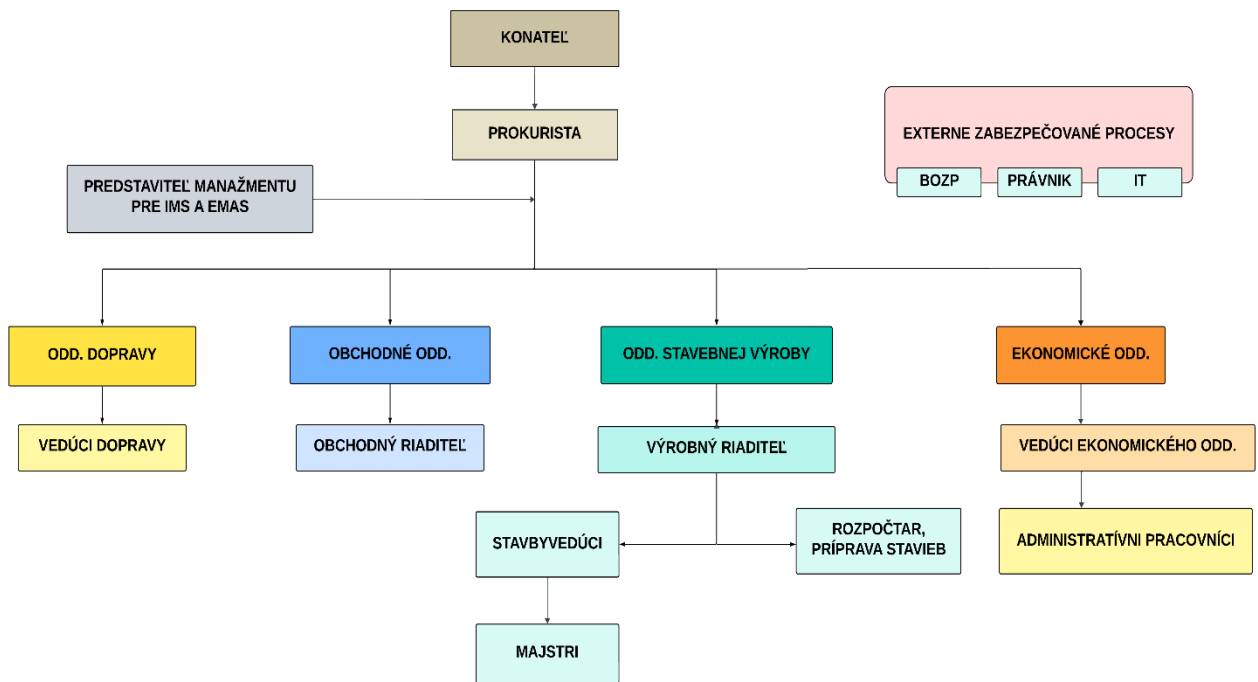 KONATEĽ
PROKURISTA
EXTERNE ZABEZPEČOVANÉ PROCESY
BOZP
PRÁVNIK
IT
PREDSTAVITEĽ MANAŽMENTU
PRE IMS A EMAS
ODD. DOPRAVY
OBCHODNÉ ODD.
ODD. STAVEBNEJ VÝROBY
EKONOMICKÉ ODD.
VEDÚCI DOPRAVY
OBCHODNÝ RIADITEĽ
VÝROBNÝ RIADITEĽ
VEDÚCI EKONOMICKÉHO ODD.
STAVBYVEDÚCI
ROZPOČTAR,
PRÍPRAVA STAVIEB
ADMINISTRATÍVNI PRACOVNÍCI
MAJSTRI